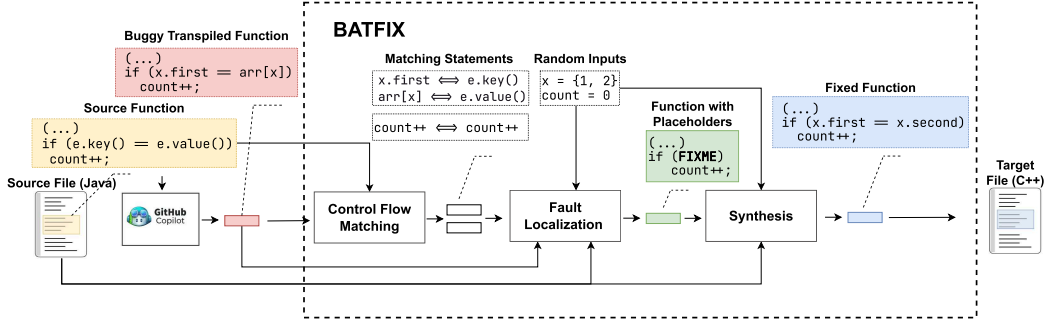 BATFIX
Buggy Transpiled Function
(...)
if (x.first == arr[x])
count++;
Source Function
(...)
if (e.key() == e.value())
count++;
Matching Statements
x.first ⟺ e.key()
arr[x] ⟺ e.value()
count++ ⟺ count++
Random Inputs
x = {1, 2}
count = 0
Function with
Placeholders
(...)
if (FIXME)
count++;
Fixed Function
(...)
if (x.first == x.second)
count++;
Source File (Java)
GitHub
Copilot
Control Flow
Matching
Fault
Localization
Synthesis
Target
File (C++)